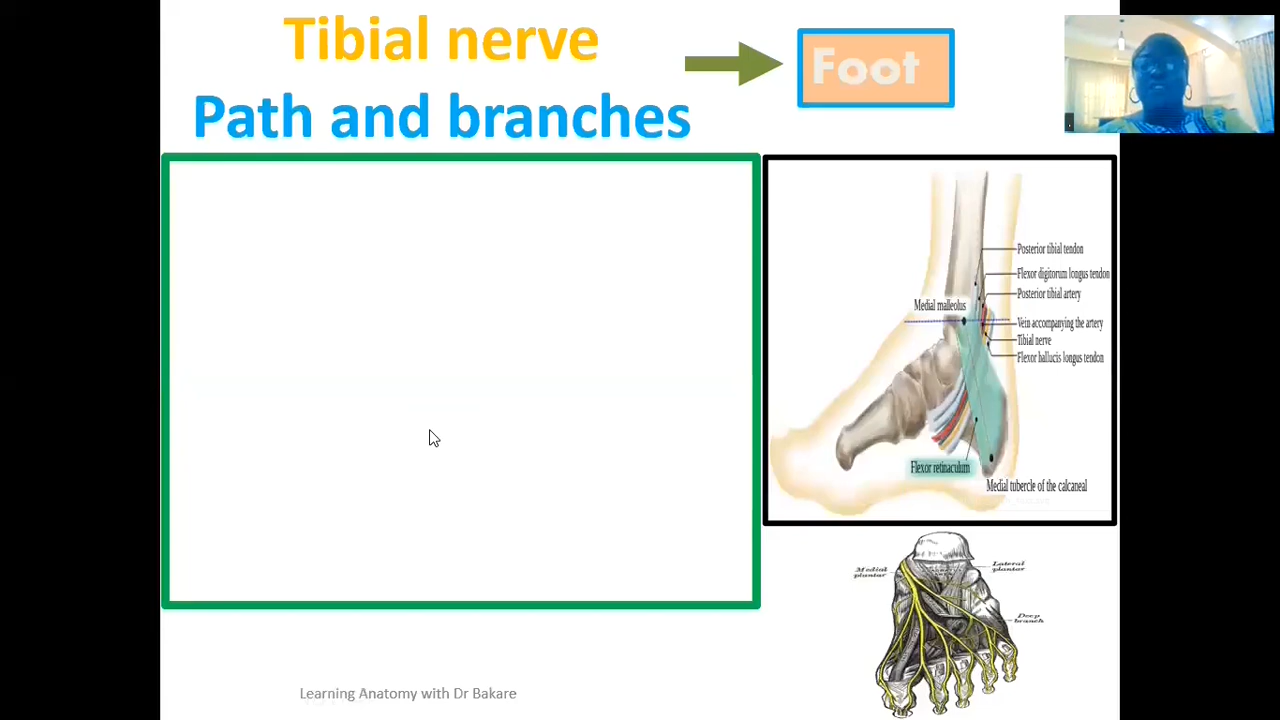 Tibial nerve
Path and branches
Foot
Posterior tibial tendon
Flexor digitorum longus tendon
Posterior tibial artery
Medial malleolus
Vein accompanying the artery
Tibial nerve
Flexor hallucis longus tendon
Flexor retinaculum
Medial tubercle of the calcaneal
Medial
plantar
Lateral
plantar
Deep
branch
Learning Anatomy with Dr Bakare